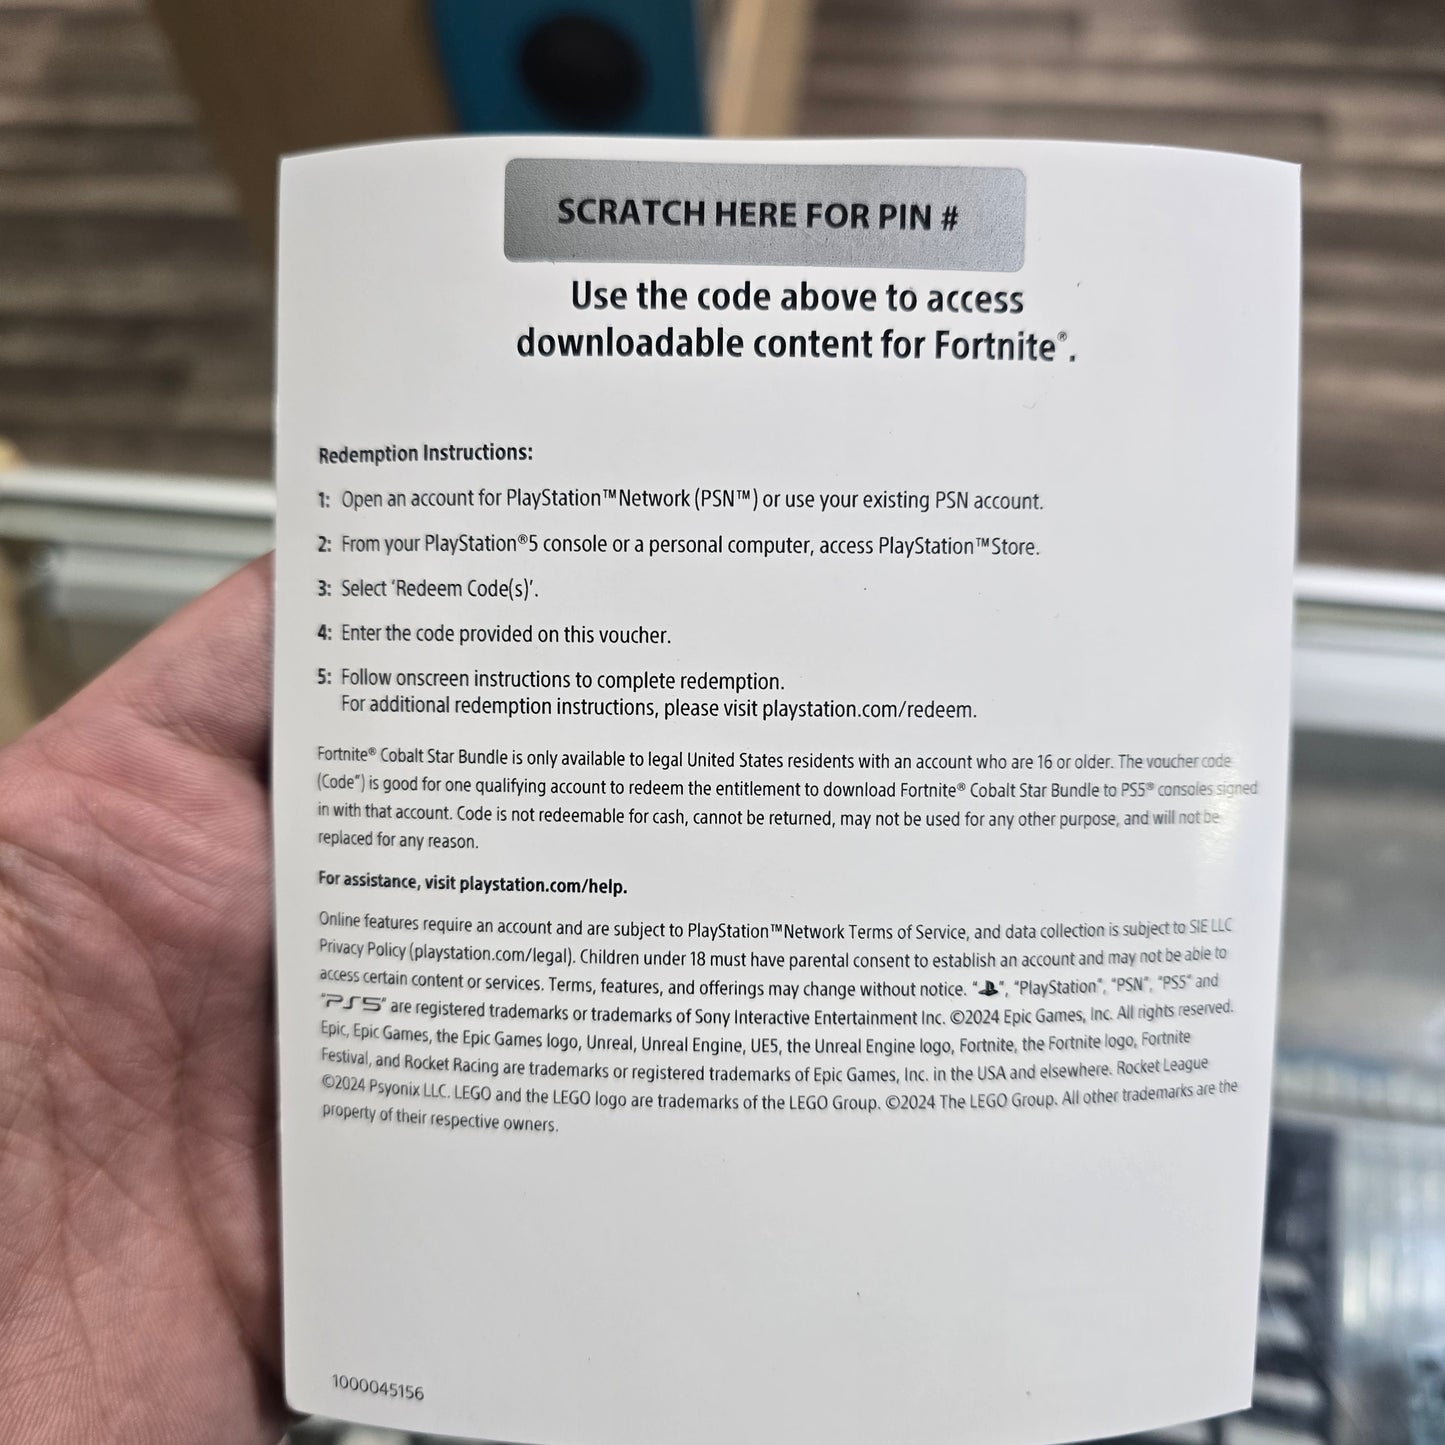 SCRATCH HERE FOR PIN #
Use the code above to access
downloadable content for Fortnite®.
Redemption Instructions:
1: Open an account for PlayStation™Network (PSN™) or use your existing PSN account.
2: From your PlayStation®5 console or a personal computer, access PlayStation™Store.
3: Select ‘Redeem Code(s)’.
4: Enter the code provided on this voucher.
5: Follow onscreen instructions to complete redemption.
For additional redemption instructions, please visit playstation.com/redeem.
Fortnite® Cobalt Star Bundle is only available to legal United States residents with an account who are 16 or older. The voucher code
(Code”) is good for one qualifying account to redeem the entitlement to download Fortnite® Cobalt Star Bundle to PS5® consoles signed
in with that account. Code is not redeemable for cash, cannot be returned, may not be used for any other purpose, and will not be
replaced for any reason.
For assistance, visit playstation.com/help.
Online features require an account and are subject to PlayStation™Network Terms of Service, and data collection is subject to SIE LLC
Privacy Policy (playstation.com/legal). Children under 18 must have parental consent to establish an account and may not be able to
access certain content or services. Terms, features, and offerings may change without notice. “ ”, “PlayStation”, “PSN”, “PS5” and
“PS5” are registered trademarks or trademarks of Sony Interactive Entertainment Inc. ©2024 Epic Games, Inc. All rights reserved.
Epic, Epic Games, the Epic Games logo, Unreal, Unreal Engine, UE5, the Unreal Engine logo, Fortnite, the Fortnite logo, Fortnite
Festival, and Rocket Racing are trademarks or registered trademarks of Epic Games, Inc. in the USA and elsewhere. Rocket League
©2024 Psyonix LLC. LEGO and the LEGO logo are trademarks of the LEGO Group. ©2024 The LEGO Group. All other trademarks are the
property of their respective owners.
1000045156